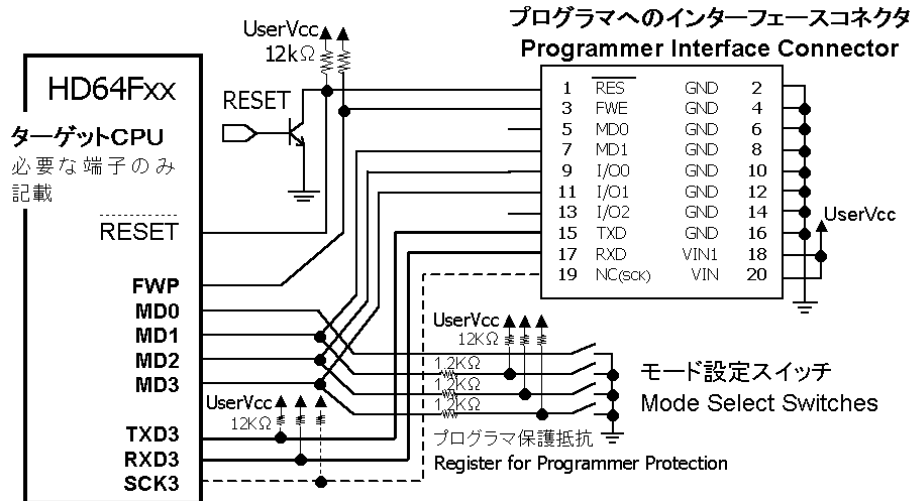 プログラマへのインターフェースコネクタ
Programmer Interface Connector
UserVcc
12kΩ
HD64Fxx
ターゲットCPU
必要な端子のみ
記載
RESET
1 RES GND 2
3 FWE GND 4
5 MD0 GND 6
7 MD1 GND 8
9 I/O0 GND 10
11 I/O1 GND 12
13 I/O2 GND 14
15 TXD GND 16
17 RXD VIN1 18
19 NC(SCK) VIN 20
UserVcc
RESET
FWP
MD0
MD1
MD2
MD3
TXD3
RXD3
SCK3
UserVcc
12KΩ
UserVcc
12KΩ
1.2KΩ
1.2KΩ
1.2KΩ
モード設定スイッチ
Mode Select Switches
プログラマ保護抵抗
Register for Programmer Protection